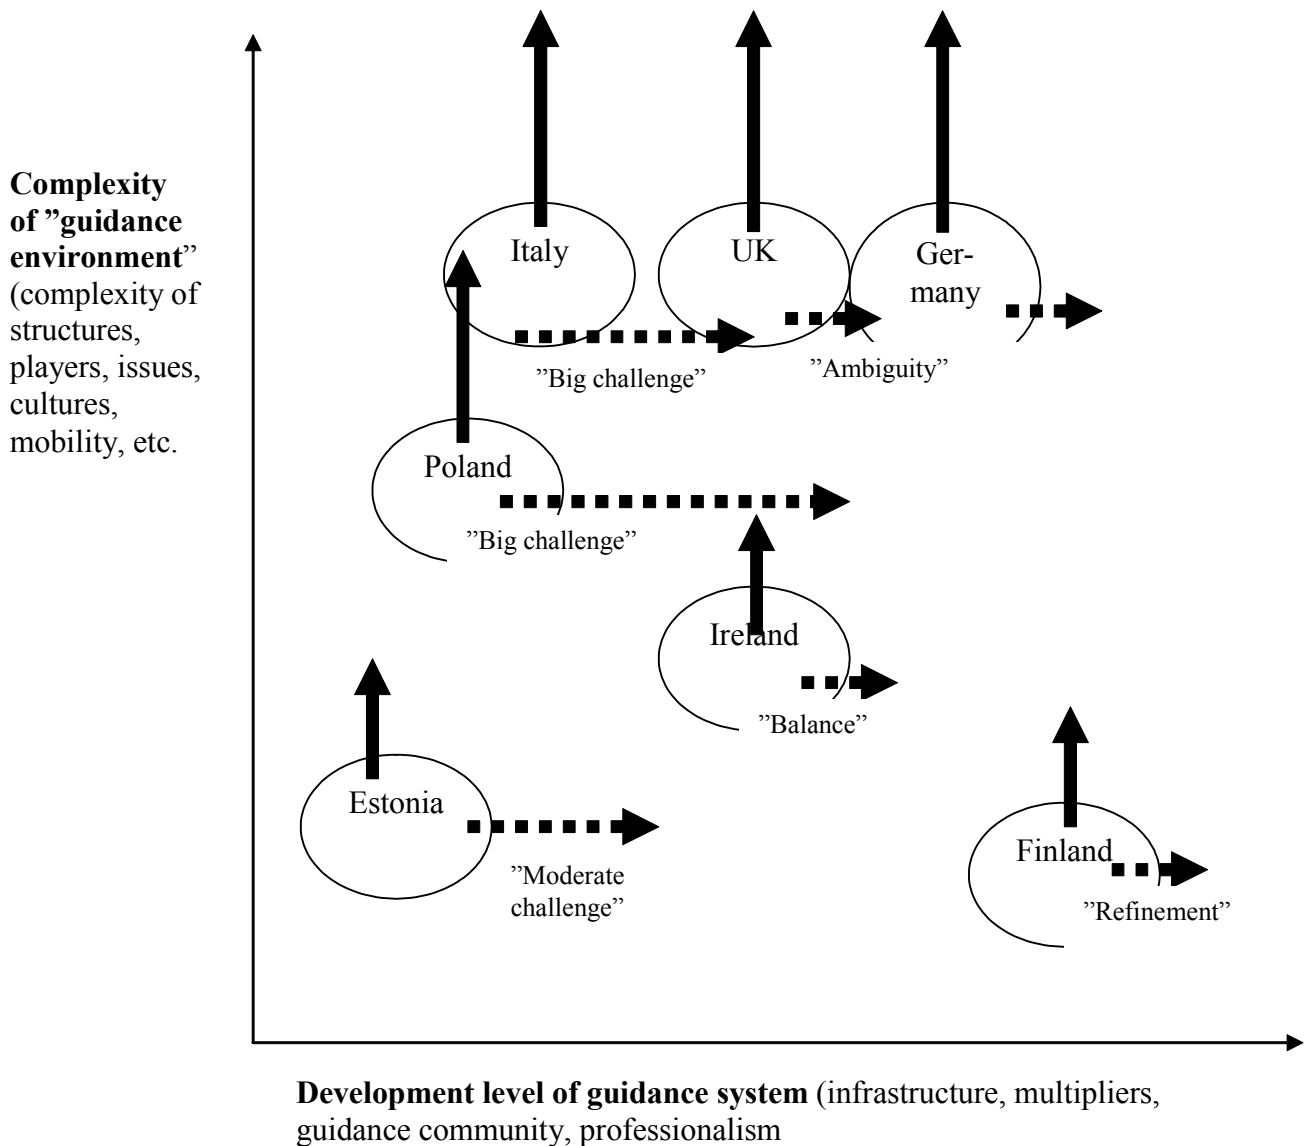 Complexity
of ”guidance
environment”
(complexity of
structures,
players, issues,
cultures,
mobility, etc.
Italy
UK
Ger-
many
”Big challenge”
”Ambiguity”
Poland
”Big challenge”
Ireland
”Balance”
Estonia
”Moderate
challenge”
Finland
”Refinement”
Development level of guidance system (infrastructure, multipliers,
guidance community, professionalism